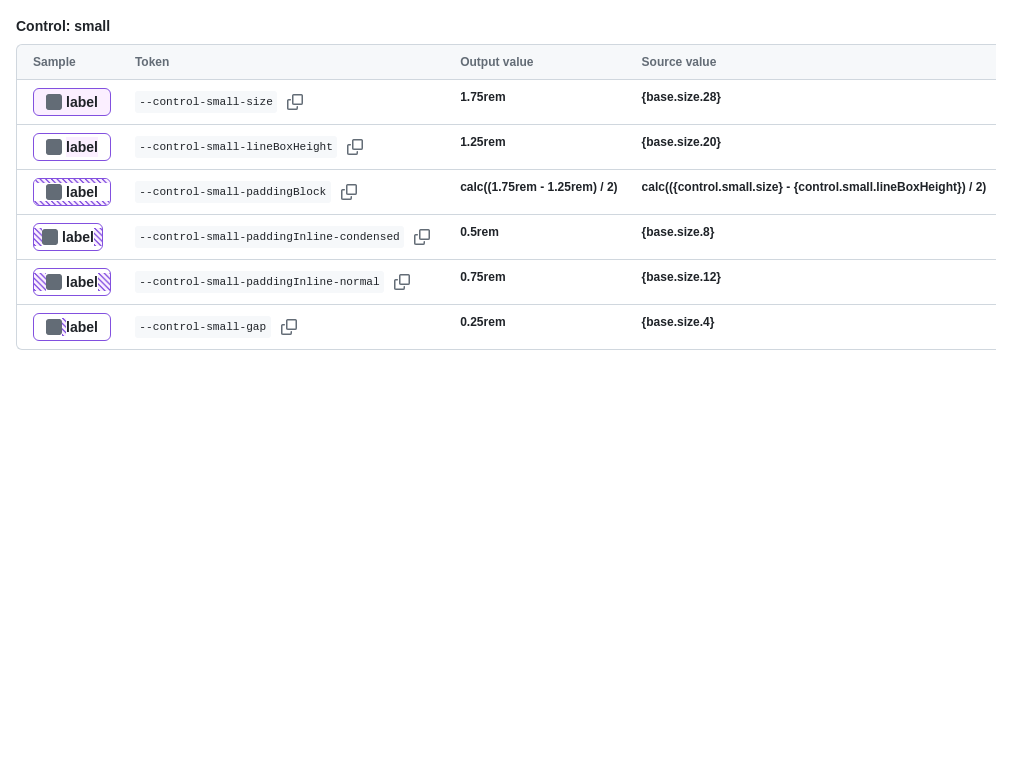 Control: small
Sample Token Output value Source value
label --control-small-size 1.75rem {base.size.28}
label --control-small-lineBoxHeight 1.25rem {base.size.20}
label --control-small-paddingBlock calc((1.75rem - 1.25rem) / 2) calc(({control.small.size} - {control.small.lineBoxHeight}) / 2)
label --control-small-paddingInline-condensed 0.5rem {base.size.8}
label --control-small-paddingInline-normal 0.75rem {base.size.12}
label --control-small-gap 0.25rem {base.size.4}